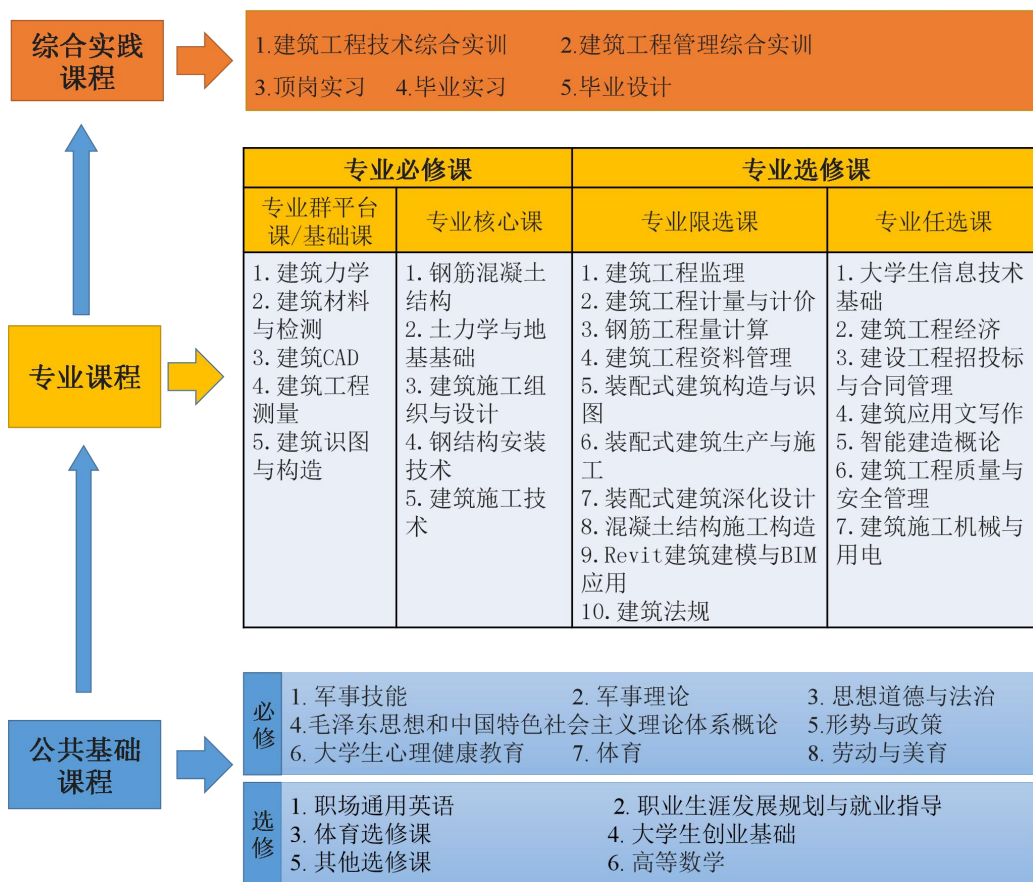 综合实践
课程
1.建筑工程技术综合实训 2.建筑工程管理综合实训
3.顶岗实习 4.毕业实习 5.毕业设计
专业课程
专业必修课 专业选修课
专业群平台
课/基础课
专业核心课
专业限选课
专业任选课
1.建筑力学
2.建筑材料
与检测
3.建筑CAD
4.建筑工程
测量
5.建筑识图
与构造
1.钢筋混凝土
结构
2.土力学与地
基基础
3.建筑施工组
织与设计
4.钢结构安装
技术
5.建筑施工技
术
1.建筑工程监理
2.建筑工程计量与计价
3.钢筋工程量计算
4.建筑工程资料管理
5.装配式建筑构造与识
图
6.装配式建筑生产与施
工
7.装配式建筑深化设计
8.混凝土结构施工构造
9.Revit建筑建模与BIM
应用
10.建筑法规
1.大学生信息技术
基础
2.建筑工程经济
3.建设工程招投标
与合同管理
4.建筑应用文写作
5.智能建造概论
6.建筑工程质量与
安全管理
7.建筑施工机械与
用电
公共基础
课程
必修
1. 军事技能 2. 军事理论 3. 思想道德与法治
4.毛泽东思想和中国特色社会主义理论体系概论 5.形势与政策
6. 大学生心理健康教育 7. 体育 8. 劳动与美育
选修
1. 职场通用英语 2. 职业生涯发展规划与就业指导
3. 体育选修课 4. 大学生创业基础
5. 其他选修课 6. 高等数学